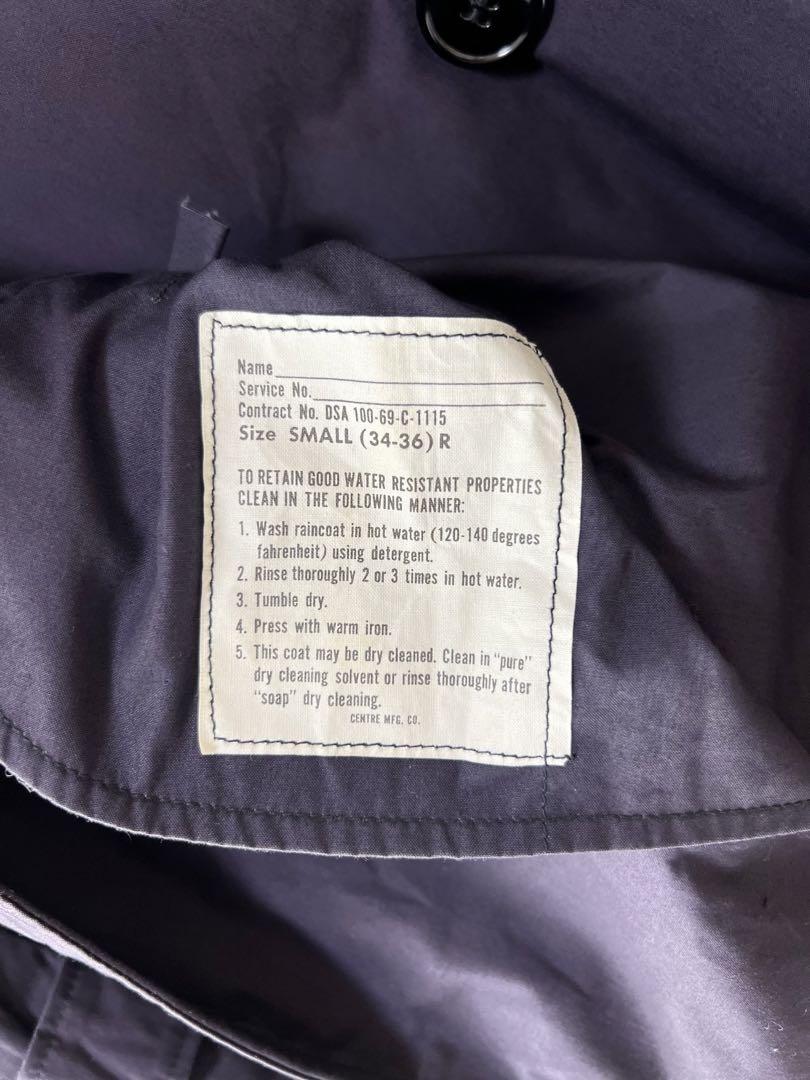 Name
Service No.
Contract No. DSA 100-69-C-1115
Size SMALL (34-36) R
TO RETAIN GOOD WATER RESISTANT PROPERTIES
CLEAN IN THE FOLLOWING MANNER:
1. Wash raincoat in hot water (120-140 degrees
fahrenheit) using detergent.
2. Rinse thoroughly 2 or 3 times in hot water.
3. Tumble dry.
4. Press with warm iron.
5. This coat may be dry cleaned. Clean in "pure"
dry cleaning solvent or rinse thoroughly after
"soap" dry cleaning.
CENTRE MFG. CO.